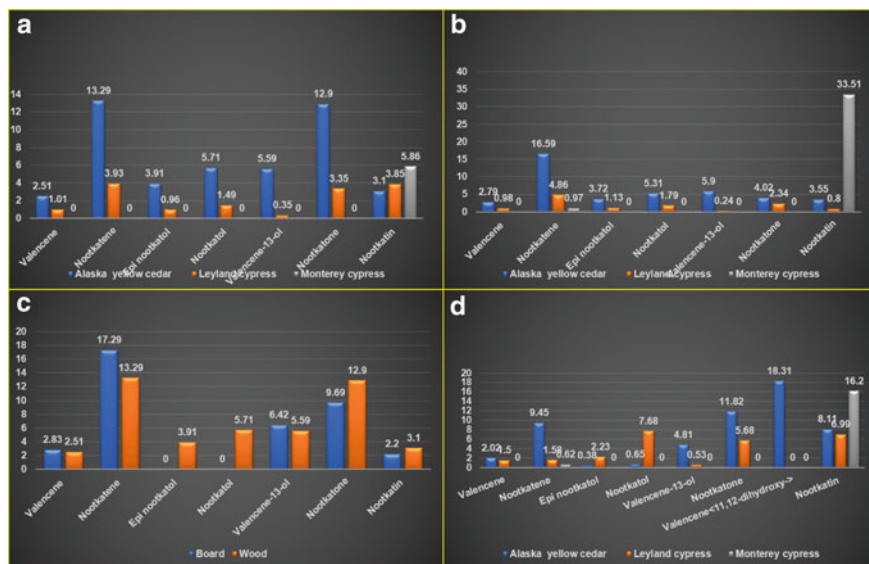 a
14
12
10
8
6
4
2
0
2.51 1.01 0
13.29 3.93 0
3.91 0.96 0
5.71 1.49 0
5.59 0.35 0
12.9 3.35 0
3.1 3.85 5.86
Valencene
Nootkatene
Epi nootkatol
Nootkatol
Valencene-13-ol
Nootkatone
Nootkatin
Alaska yellow cedar Leyland cypress Monterey cypress
b
40
35
30
25
20
15
10
5
0
2.79 0.98 0
16.59 4.86 0.97
3.72 1.13 0
5.31 1.79 0
5.9 0.24 0
4.02 2.34 0
3.55 0.8 33.51
Valencene
Nootkatene
Epi nootkatol
Nootkatol
Valencene-13-ol
Nootkatone
Nootkatin
Alaska yellow cedar Leyland cypress Monterey cypress
c
20
18
16
14
12
10
8
6
4
2
0
2.83 2.51
17.29 13.29
0 3.91
0 5.71
6.42 5.59
9.69 12.9
2.2 3.1
Valencene
Nootkatene
Epi nootkatol
Nootkatol
Valencene-13-ol
Nootkatone
Nootkatin
Board Wood
d
20
18
16
14
12
10
8
6
4
2
0
2.02 1.5 0
9.45 1.58 0.62
0.38 2.23 0
0.65 7.68 0
4.81 0.53 0
11.82 5.68 0
18.31 0 0
8.11 6.99 16.2
Valencene
Nootkatene
Epi nootkatol
Nootkatol
Valencene-13-ol
Nootkatone
Valencene<11,12-dihydroxy->
Nootkatin
Alaska yellow cedar Leyland cypress Monterey cypress